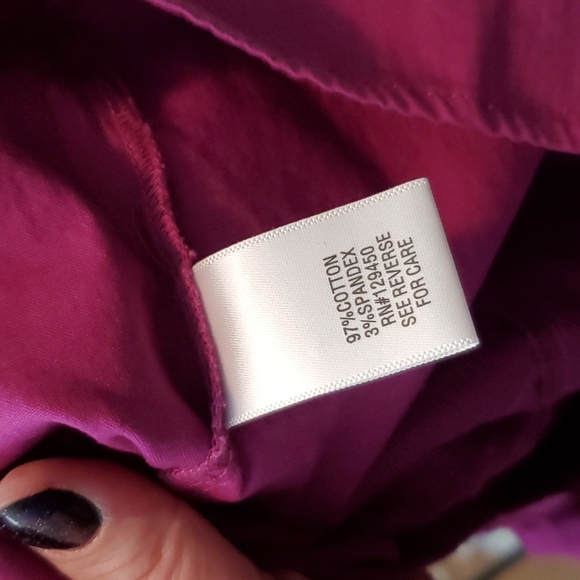 97%COTTON
3%SPANDEX
RN#129450
SEE REVERSE
FOR CARE